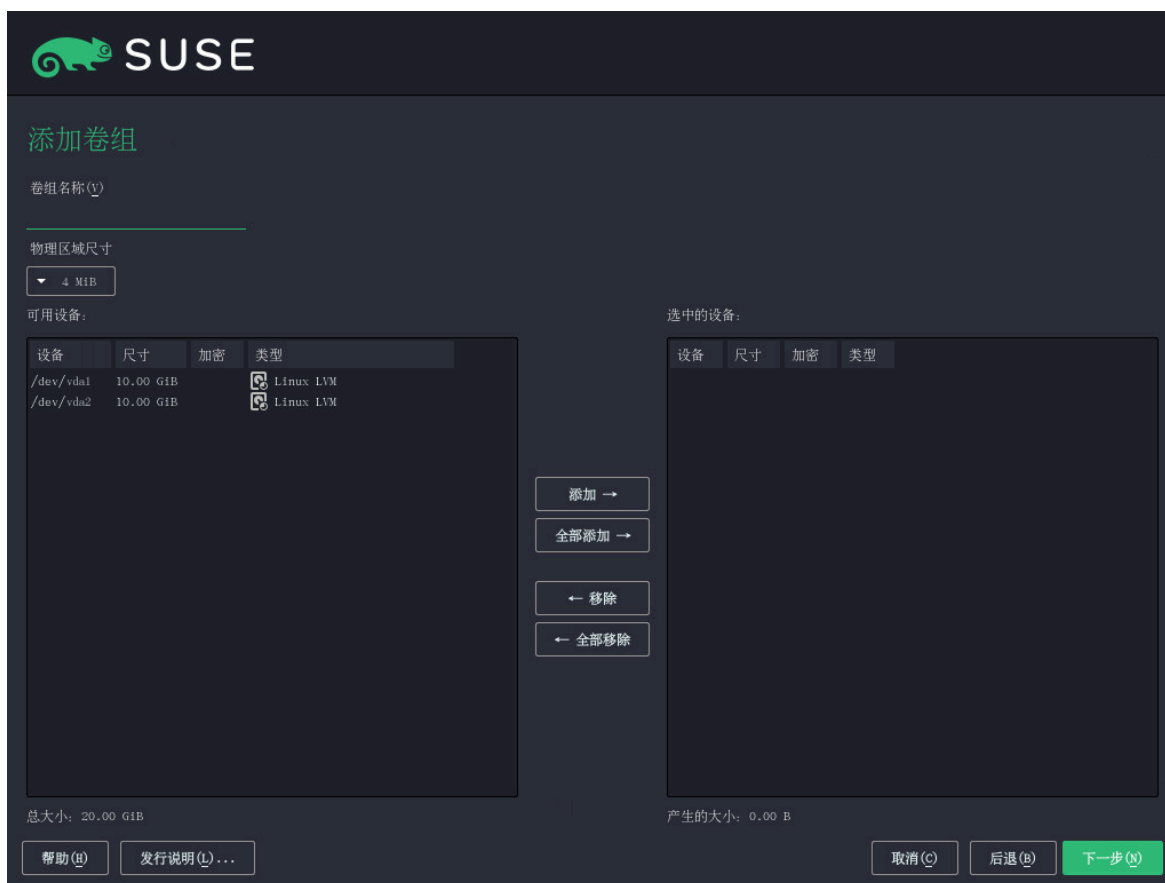 SUSE
添加卷组
卷组名称(V)
物理区域尺寸
4 MiB
可用设备:
设备 尺寸 加密 类型
/dev/vda1 10.00 GiB Linux LVM
/dev/vda2 10.00 GiB Linux LVM
总大小: 20.00 GiB
添加 →
全部添加 →
← 移除
← 全部移除
选中的设备:
设备 尺寸 加密 类型
产生的大小: 0.00 B
帮助(H) 发行说明(L)... 取消(C) 后退(B) 下一步(N)